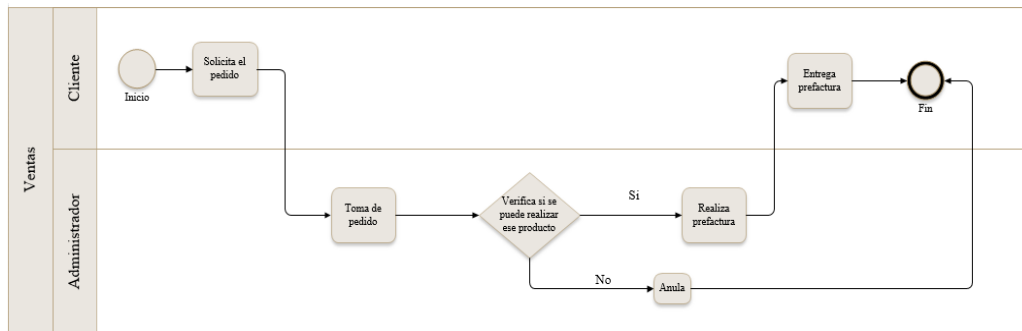 Ventas
Cliente
Inicio
Solicita el
pedido
Entrega
prefactura
Fin
Administrador
Toma de
pedido
Verifica si se
puede realizar
ese producto
Si
Realiza
prefactura
No
Anula